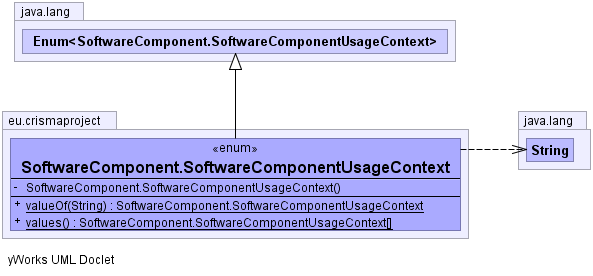 java.lang
Enum<SoftwareComponent.SoftwareComponentUsageContext>
eu.crismaproject
java.lang
«enum»
String
SoftwareComponent.SoftwareComponentUsageContext
- SoftwareComponent.SoftwareComponentUsageContext()
+ valueOf(String) : SoftwareComponent.SoftwareComponentUsageContext
+ values() : SoftwareComponent.SoftwareComponentUsageContext[]
yWorks UML Doclet